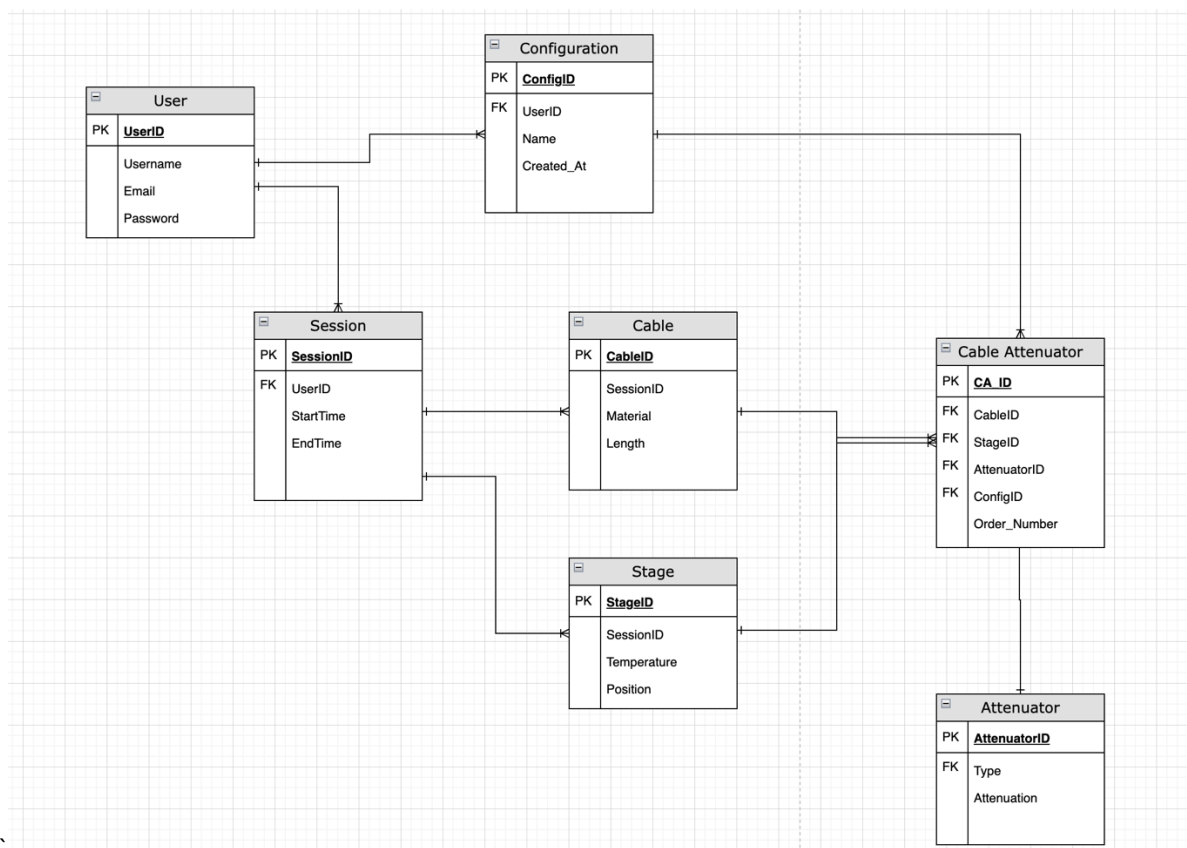 Configuration
PK ConfigID
FK UserID
Name
Created_At
User
PK UserID
Username
Email
Password
Session
PK SessionID
FK UserID
StartTime
EndTime
Cable
PK CableID
SessionID
Material
Length
Cable Attenuator
PK CA_ID
FK CableID
FK StageID
FK AttenuatorID
FK ConfigID
Order_Number
Stage
PK StageID
SessionID
Temperature
Position
Attenuator
PK AttenuatorID
FK Type
Attenuation
`